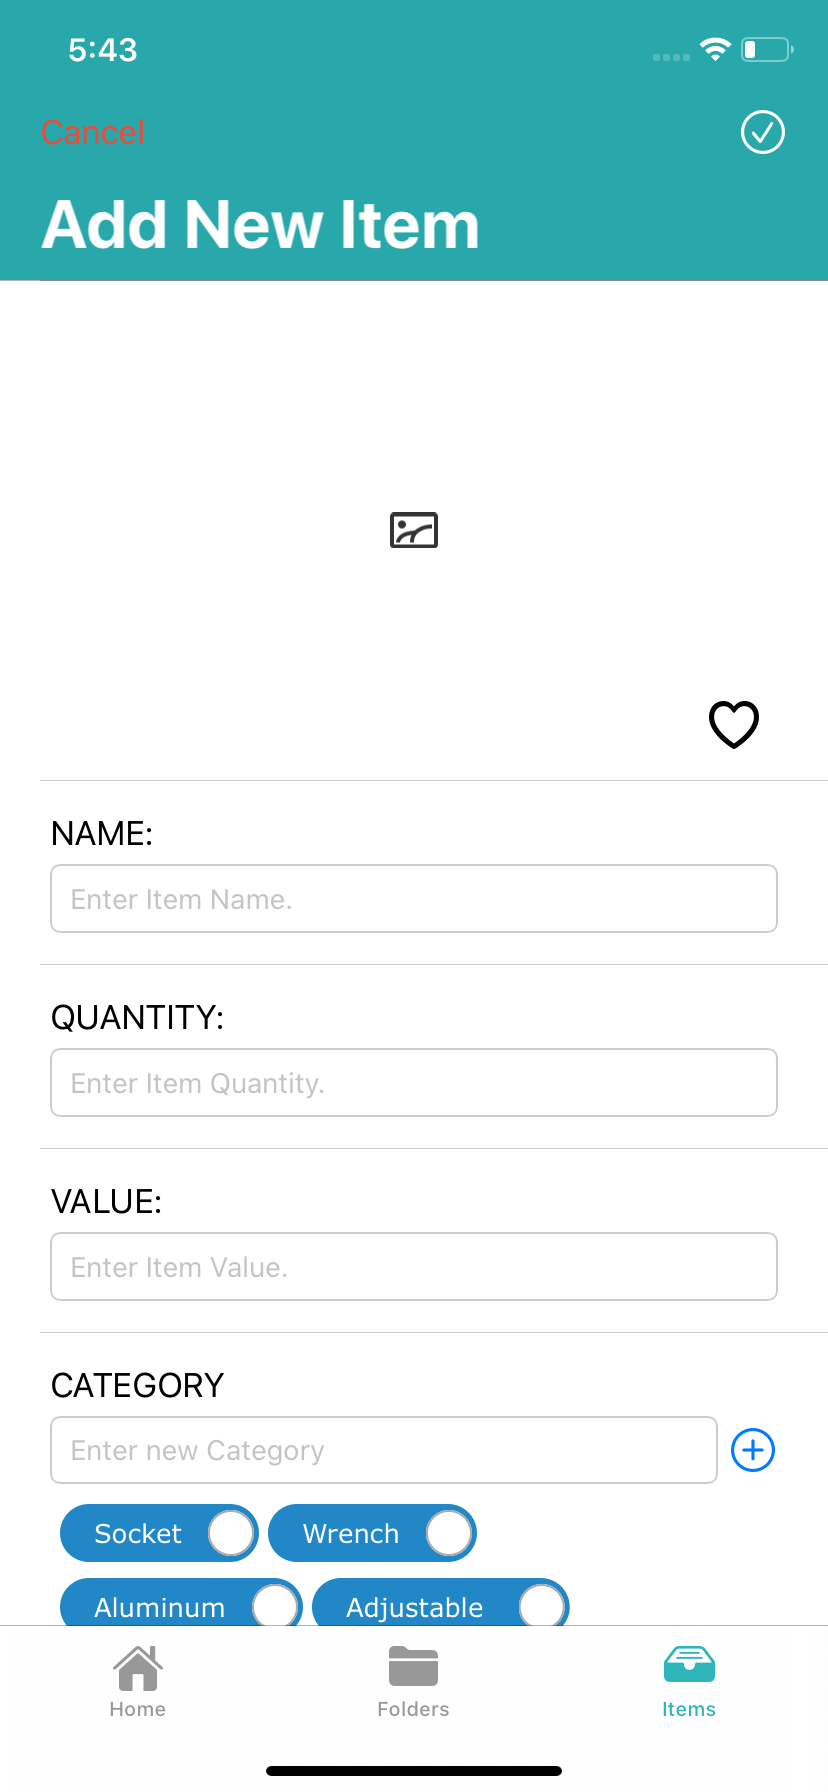 5:43
Cancel
Add New Item
NAME:
Enter Item Name.
QUANTITY:
Enter Item Quantity.
VALUE:
Enter Item Value.
CATEGORY
Enter new Category
Socket Wrench
Aluminum Adjustable
Home Folders Items